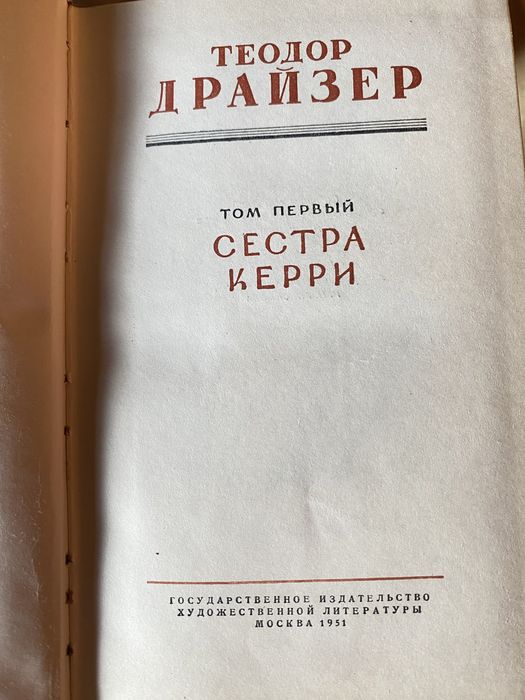 ТЕОДОР
ДРАЙЗЕР
ТОМ ПЕРВЫЙ
СЕСТРА
КЕРРИ
ГОСУДАРСТВЕННОЕ ИЗДАТЕЛЬСТВО
ХУДОЖЕСТВЕННОЙ ЛИТЕРАТУРЫ
МОСКВА 1951